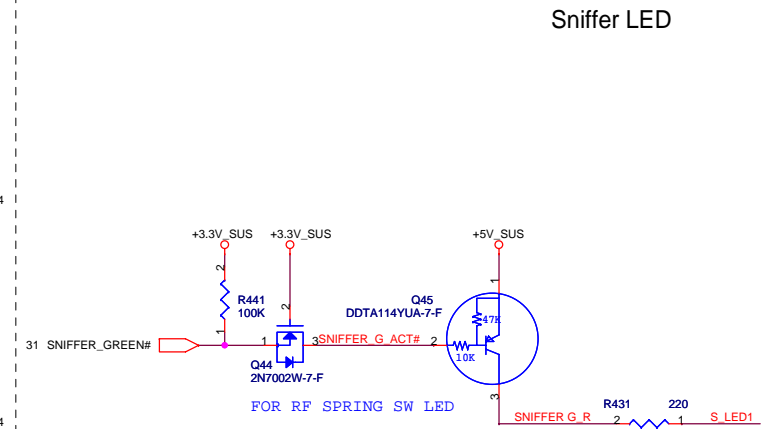 Sniffer LED
4
+3.3V_SUS +3.3V_SUS +5V_SUS
2
R441
100K
2
1
Q45
DDTA114YUA-7-F
47K
10K
1
31 SNIFFER_GREEN#
1
3
SNIFFER_G_ACT#
2
Q44
2N7002W-7-F
3
FOR RF SPRING SW LED
R431 220
4
SNIFFER G_R
2
1
S_LED1